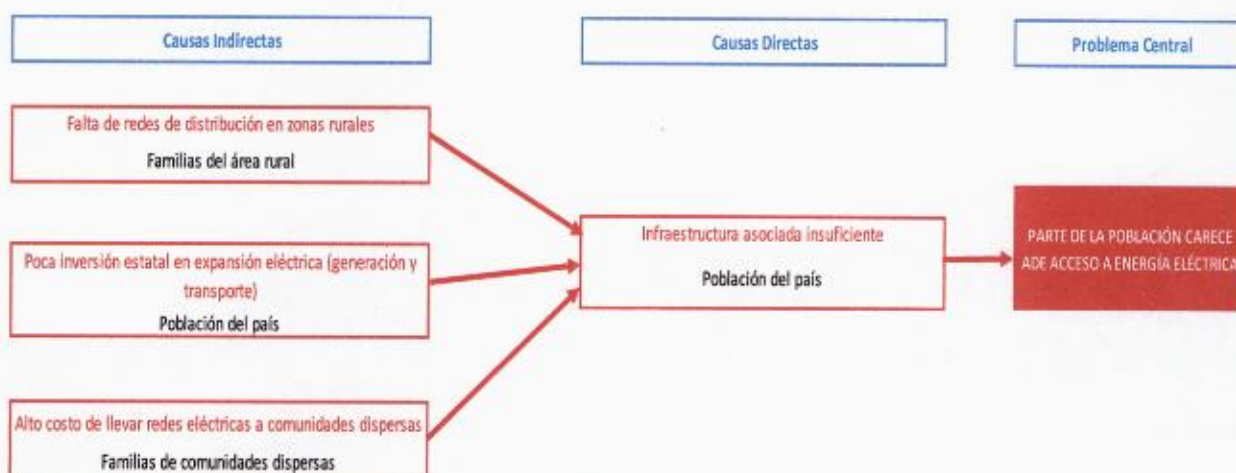 Causas Indirectas
Causas Directas
Problema Central
Falta de redes de distribución en zonas rurales
Familias del área rural
Poca inversión estatal en expansión eléctrica (generación y
transporte)
Población del país
Alto costo de llevar redes eléctricas a comunidades dispersas
Familias de comunidades dispersas
Infraestructura asociada insuficiente
Población del país
PARTE DE LA POBLACIÓN CARECE
ADE ACCESO A ENERGÍA ELÉCTRICA